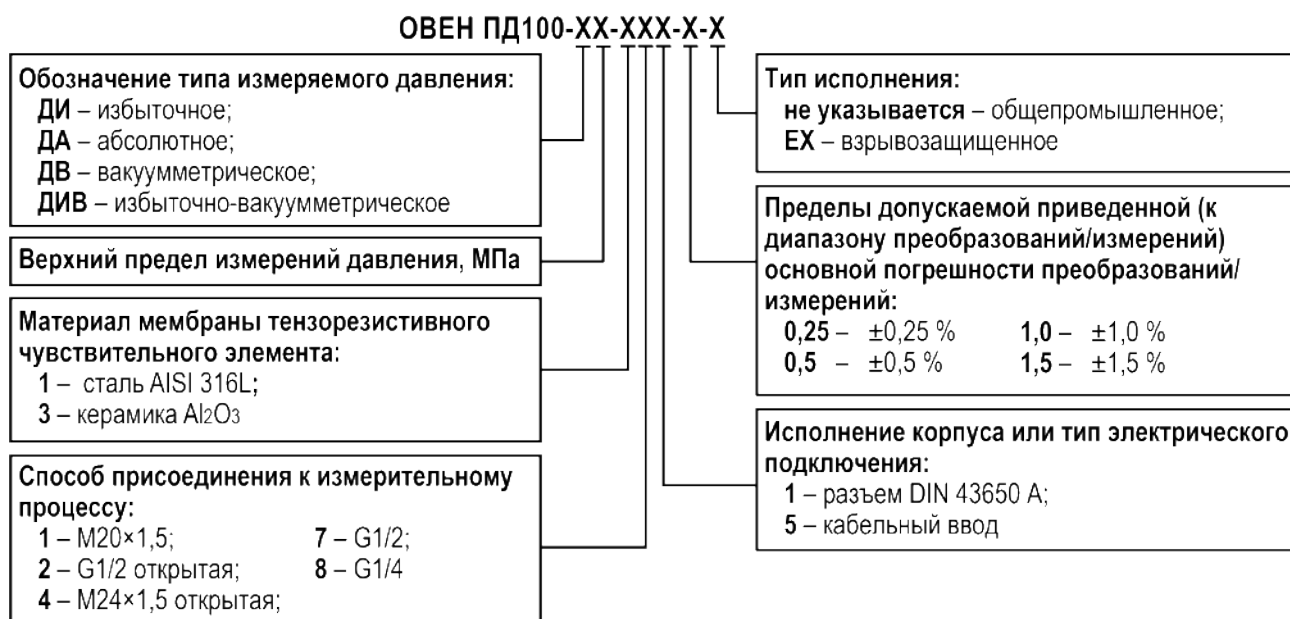 ОВЕН ПД100-ХХ-ХХХ-Х-Х
Обозначение типа измеряемого давления:
ДИ – избыточное;
ДА – абсолютное;
ДВ – вакуумметрическое;
ДИВ – избыточно-вакуумметрическое
Верхний предел измерений давления, МПа
Материал мембраны тензорезистивного
чувствительного элемента:
1 – сталь AISI 316L;
3 – керамика Al2O3
Способ присоединения к измерительному
процессу:
1 – М20×1,5; 7 – G1/2;
2 – G1/2 открытая; 8 – G1/4
4 – М24×1,5 открытая;
Тип исполнения:
не указывается – общепромышленное;
EX – взрывозащищенное
Пределы допускаемой приведенной (к
диапазону преобразований/измерений)
основной погрешности преобразований/
измерений:
0,25 – ±0,25 % 1,0 – ±1,0 %
0,5 – ±0,5 % 1,5 – ±1,5 %
Исполнение корпуса или тип электрического
подключения:
1 – разъем DIN 43650 A;
5 – кабельный ввод